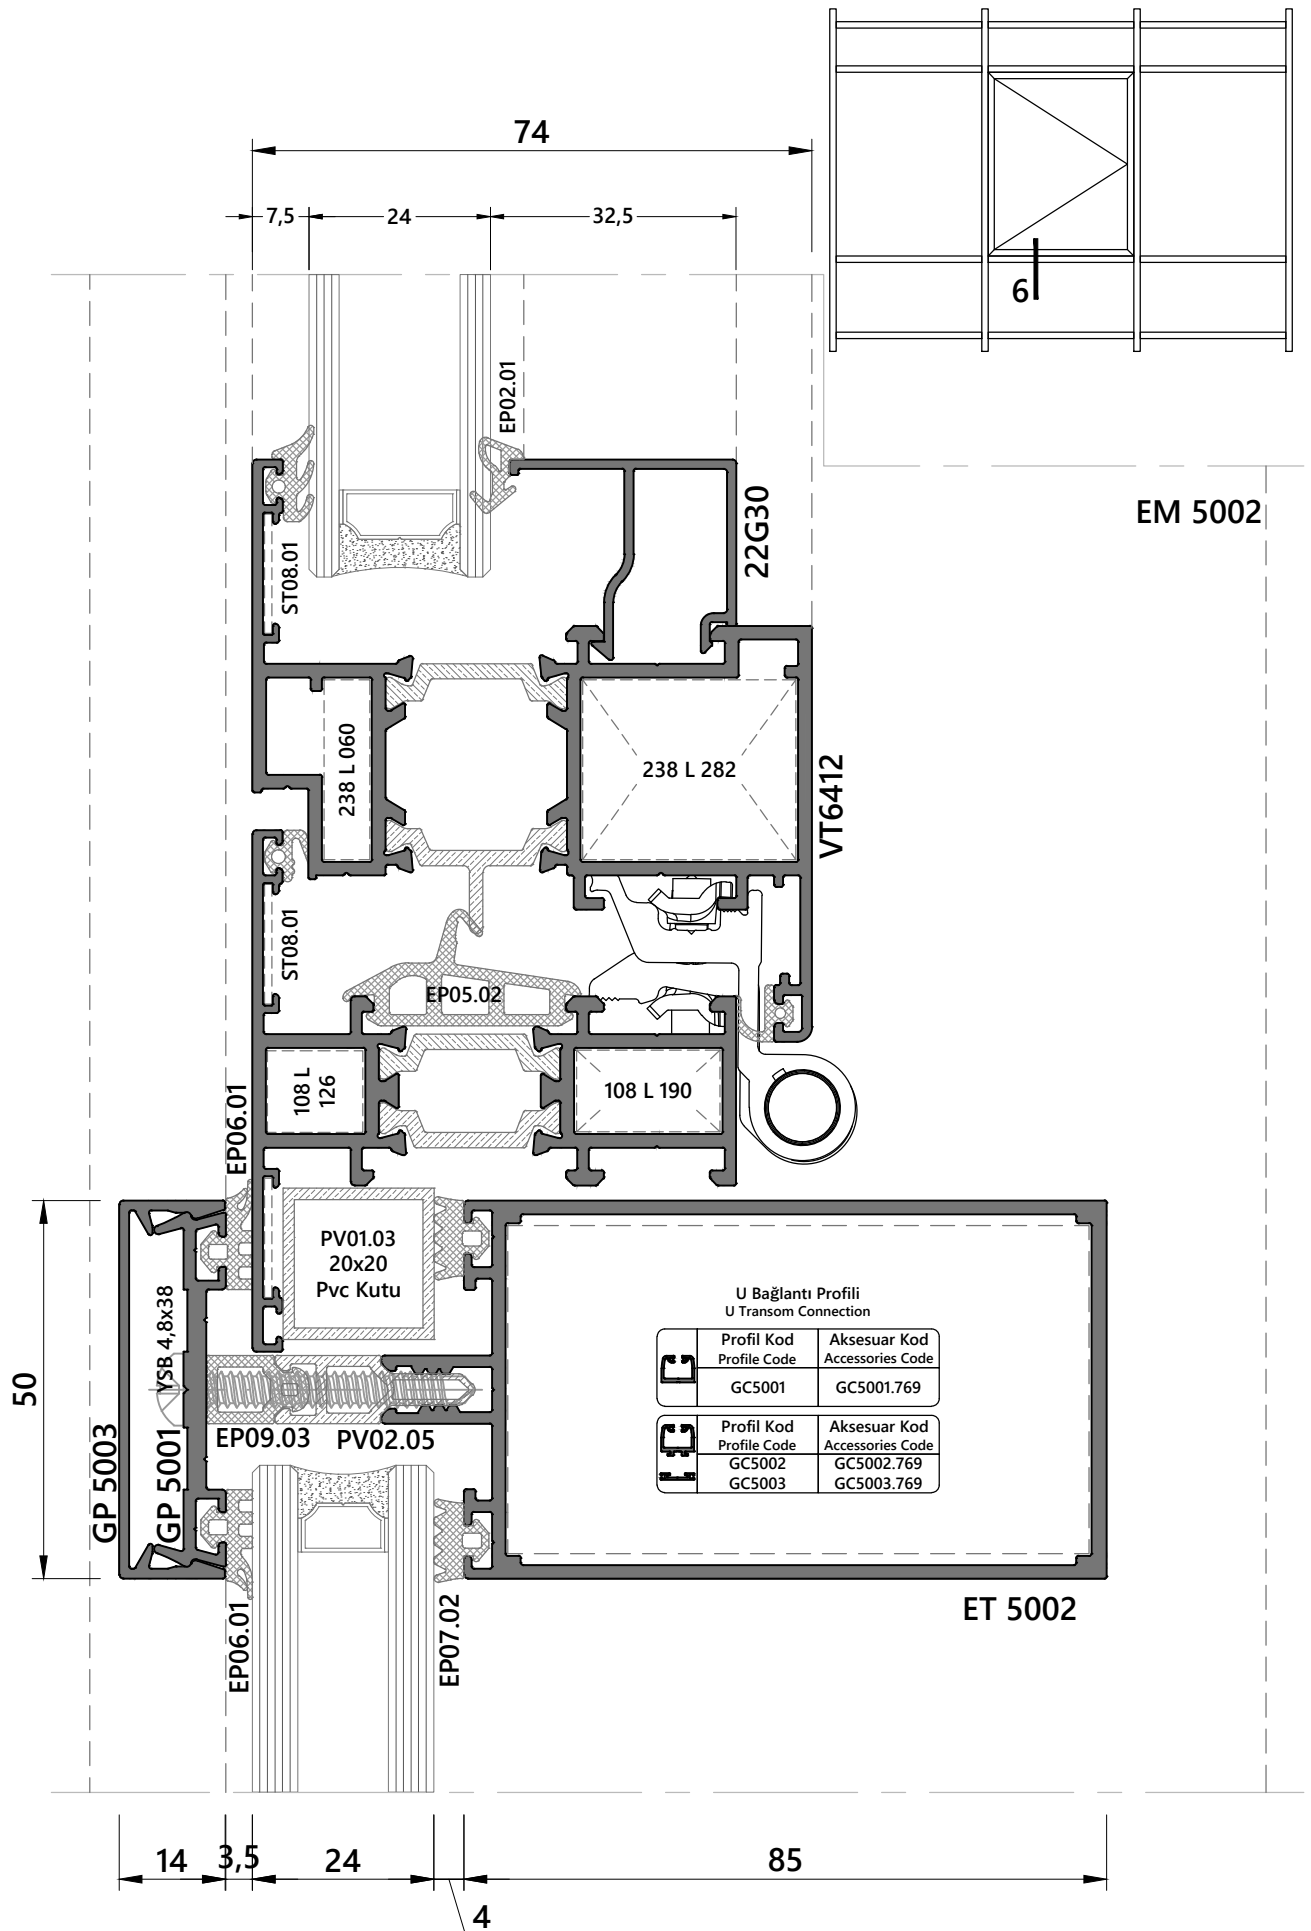 74
7,5
24
32,5
6
EP02.01
EM 5002
22G30
ST08.01
238 L 060
238 L 282
VT6412
ST08.01
EP05.02
108 L
126
108 L 190
EP06.01
PV01.03
20x20
Pvc Kutu
U Bağlantı Profili
U Transom Connection
Profil Kod
Aksesuar Kod
Profile Code
Accessories Code
GC5001
GC5001.769
Profil Kod
Aksesuar Kod
Profile Code
Accessories Code
GC5002
GC5002.769
GC5003
GC5003.769
50
YSB 4,8x38
GP 5003
GP 5001
EP09.03
PV02.05
EP06.01
EP07.02
ET 5002
14
3,5
24
85
4